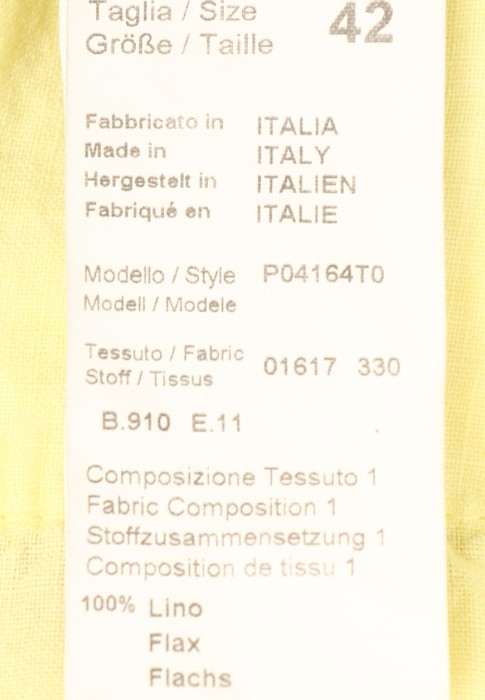 Taglia / Size 42
Größe / Taille
Fabbricato in ITALIA
Made in ITALY
Hergestelt in ITALIEN
Fabriqué en ITALIE
Modello / Style P04164T0
Modell / Modele
Tessuto / Fabric 01617 330
Stoff / Tissus
B.910 E.11
Composizione Tessuto 1
Fabric Composition 1
Stoffzusammensetzung 1
Composition de tissu 1
100% Lino
Flax
Flachs